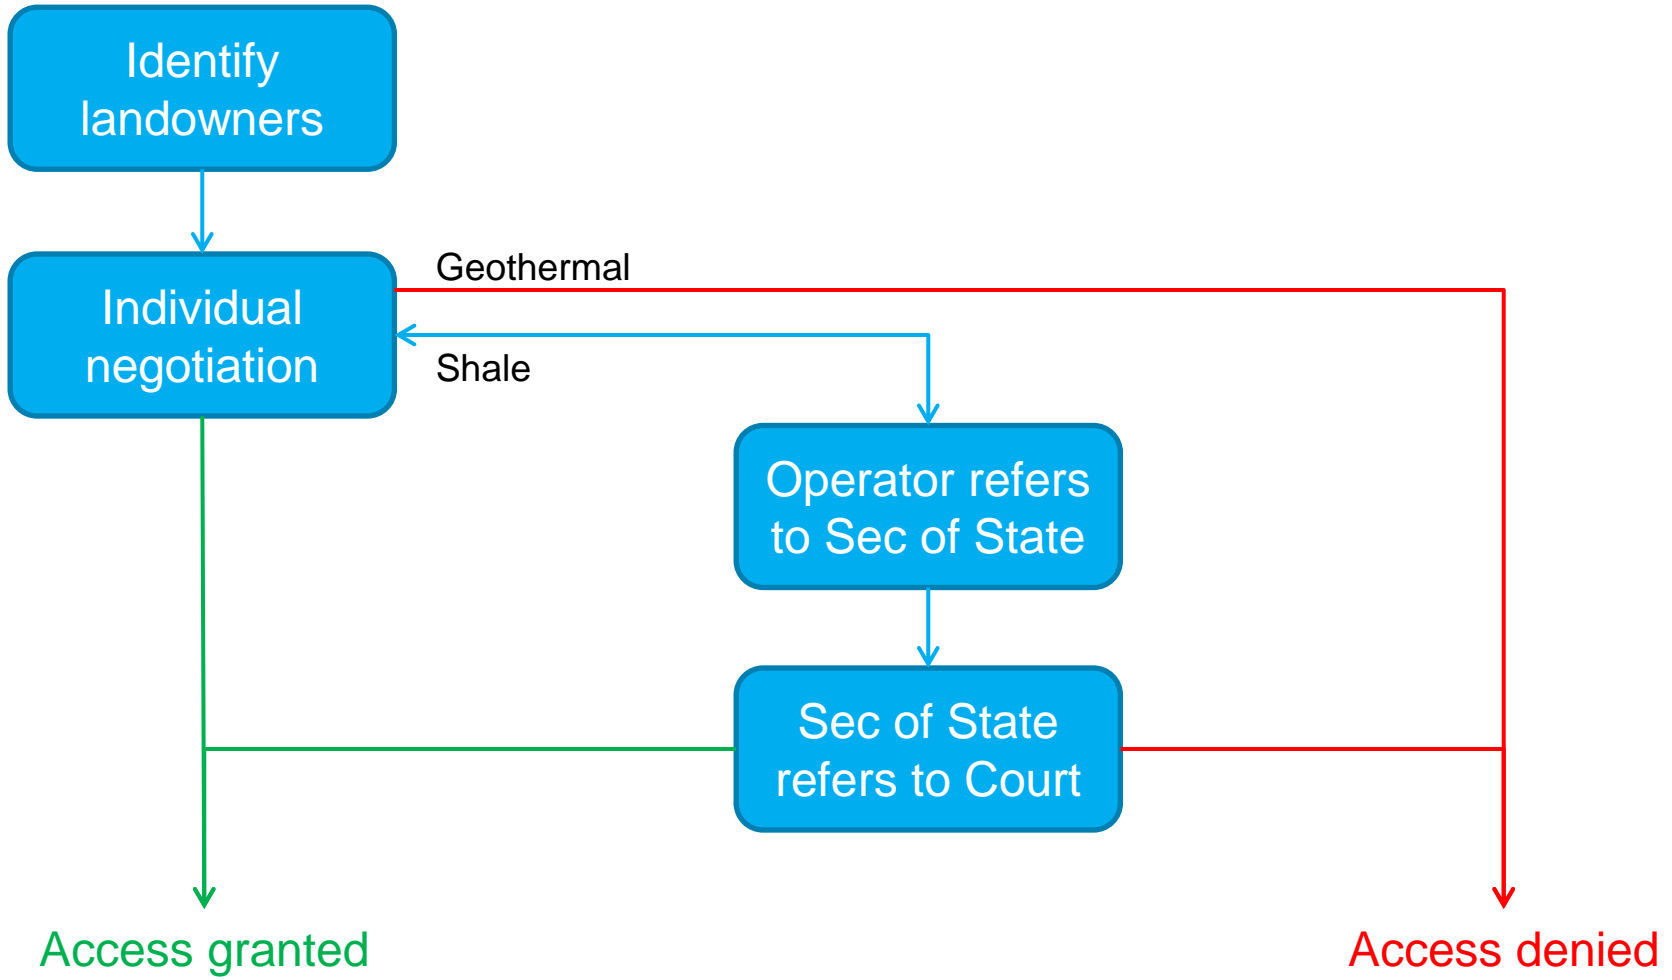 Identify
landowners
Individual
negotiation
Geothermal
Shale
Operator refers
to Sec of State
Sec of State
refers to Court
Access granted
Access denied